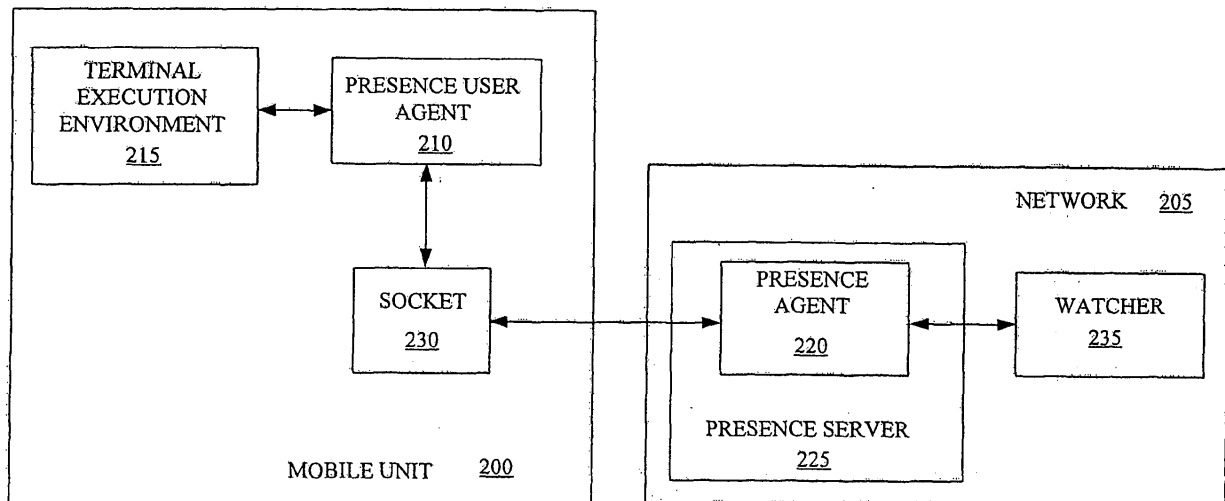 TERMINAL
EXECUTION
ENVIRONMENT
215
PRESENCE USER
AGENT
210
SOCKET
230
MOBILE UNIT 200
NETWORK 205
PRESENCE
AGENT
220
PRESENCE SERVER
225
WATCHER
235